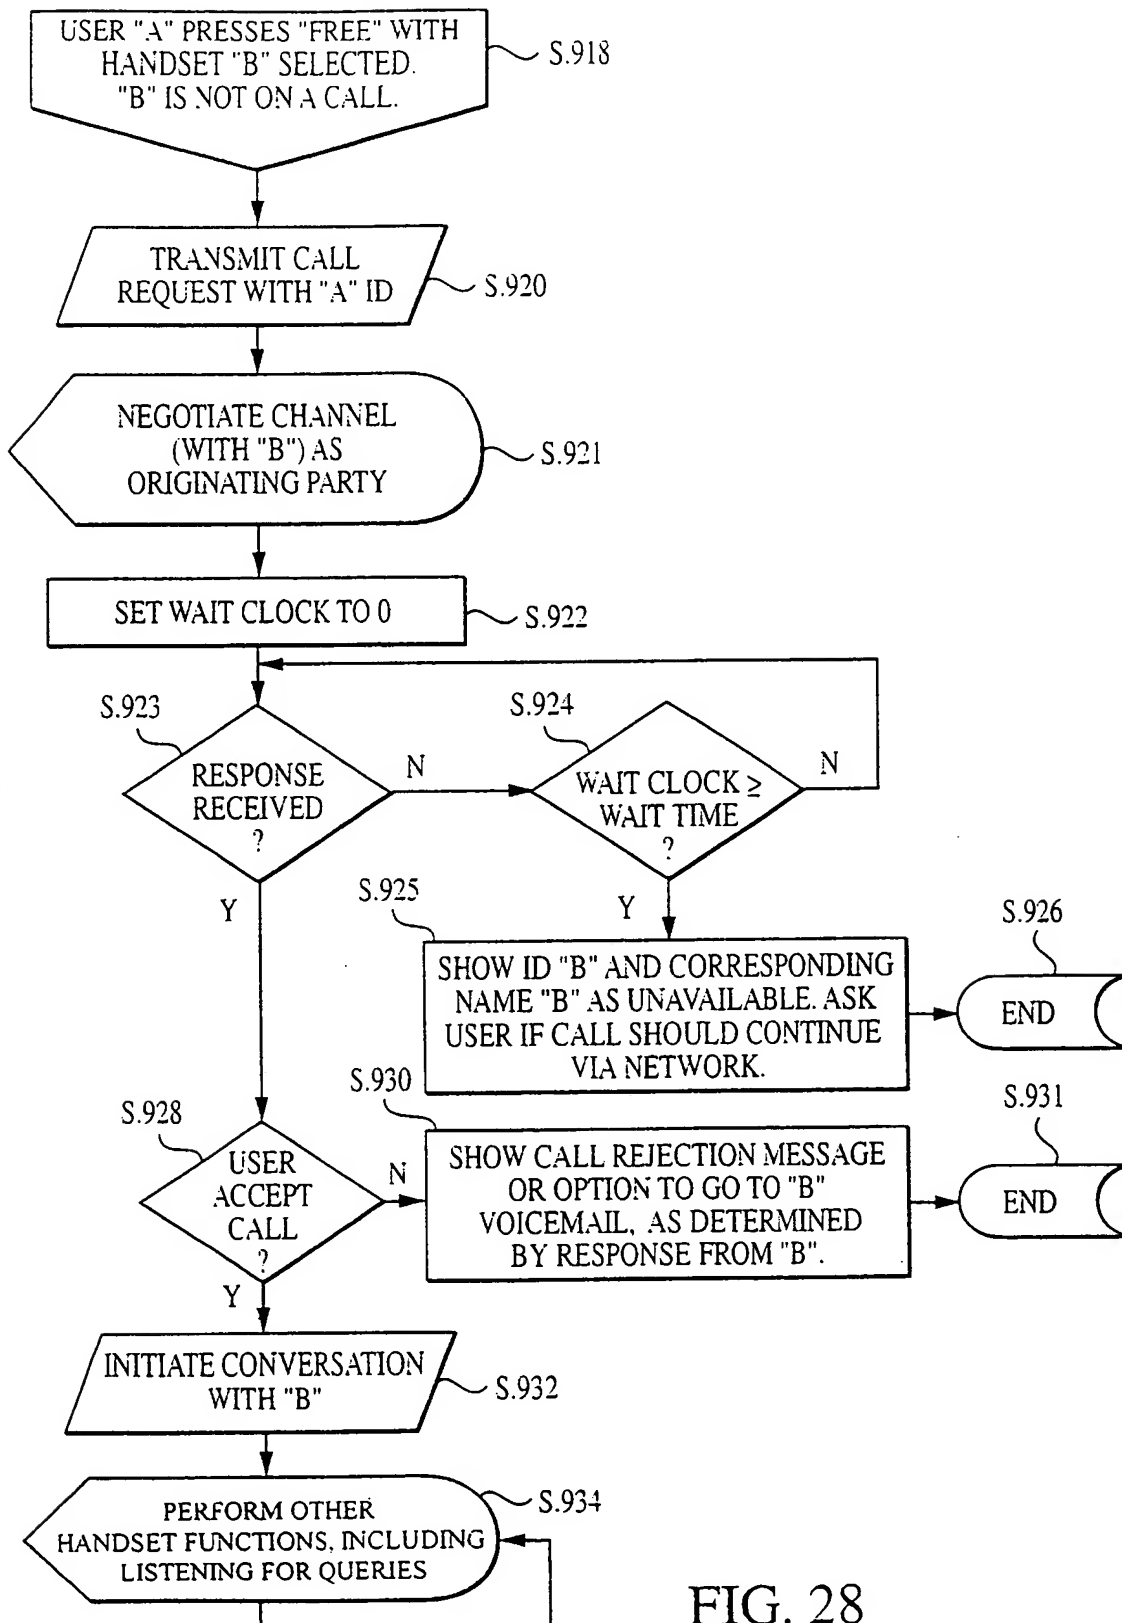 USER "A" PRESSES "FREE" WITH
HANDSET "B" SELECTED.
"B" IS NOT ON A CALL.
S.918
TRANSMIT CALL
REQUEST WITH "A" ID
S.920
NEGOTIATE CHANNEL
(WITH "B") AS
ORIGINATING PARTY
S.921
SET WAIT CLOCK TO 0
S.922
S.923
RESPONSE
RECEIVED
?
N
Y
S.924
WAIT CLOCK ≥
WAIT TIME
?
N
Y
S.925
SHOW ID "B" AND CORRESPONDING
NAME "B" AS UNAVAILABLE. ASK
USER IF CALL SHOULD CONTINUE
VIA NETWORK.
S.926
END
S.928
USER
ACCEPT
CALL
?
N
Y
S.930
SHOW CALL REJECTION MESSAGE
OR OPTION TO GO TO "B"
VOICEMAIL, AS DETERMINED
BY RESPONSE FROM "B".
S.931
END
INITIATE CONVERSATION
WITH "B"
S.932
PERFORM OTHER
HANDSET FUNCTIONS, INCLUDING
LISTENING FOR QUERIES
S.934
FIG. 28